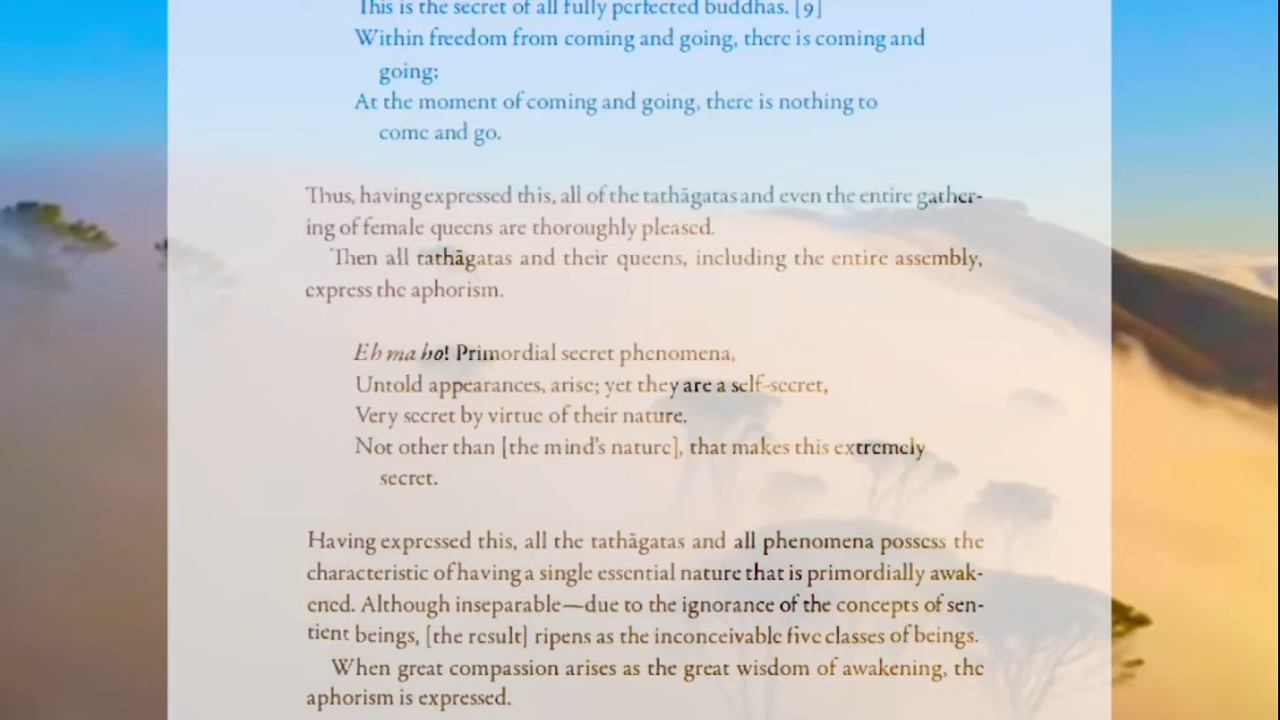 This is the secret of all fully perfected buddhas. [9]
Within freedom from coming and going, there is coming and
going;
At the moment of coming and going, there is nothing to
come and go.
Thus, having expressed this, all of the tathāgatas and even the entire gather-
ing of female queens are thoroughly pleased.
Then all tathāgatas and their queens, including the entire assembly,
express the aphorism.
Eh ma ho! Primordial secret phenomena,
Untold appearances, arise; yet they are a self-secret,
Very secret by virtue of their nature.
Not other than [the mind's nature], that makes this extremely
secret.
Having expressed this, all the tathāgatas and all phenomena possess the
characteristic of having a single essential nature that is primordially awak-
ened. Although inseparable—due to the ignorance of the concepts of sen-
tient beings, [the result] ripens as the inconceivable five classes of beings.
When great compassion arises as the great wisdom of awakening, the
aphorism is expressed.